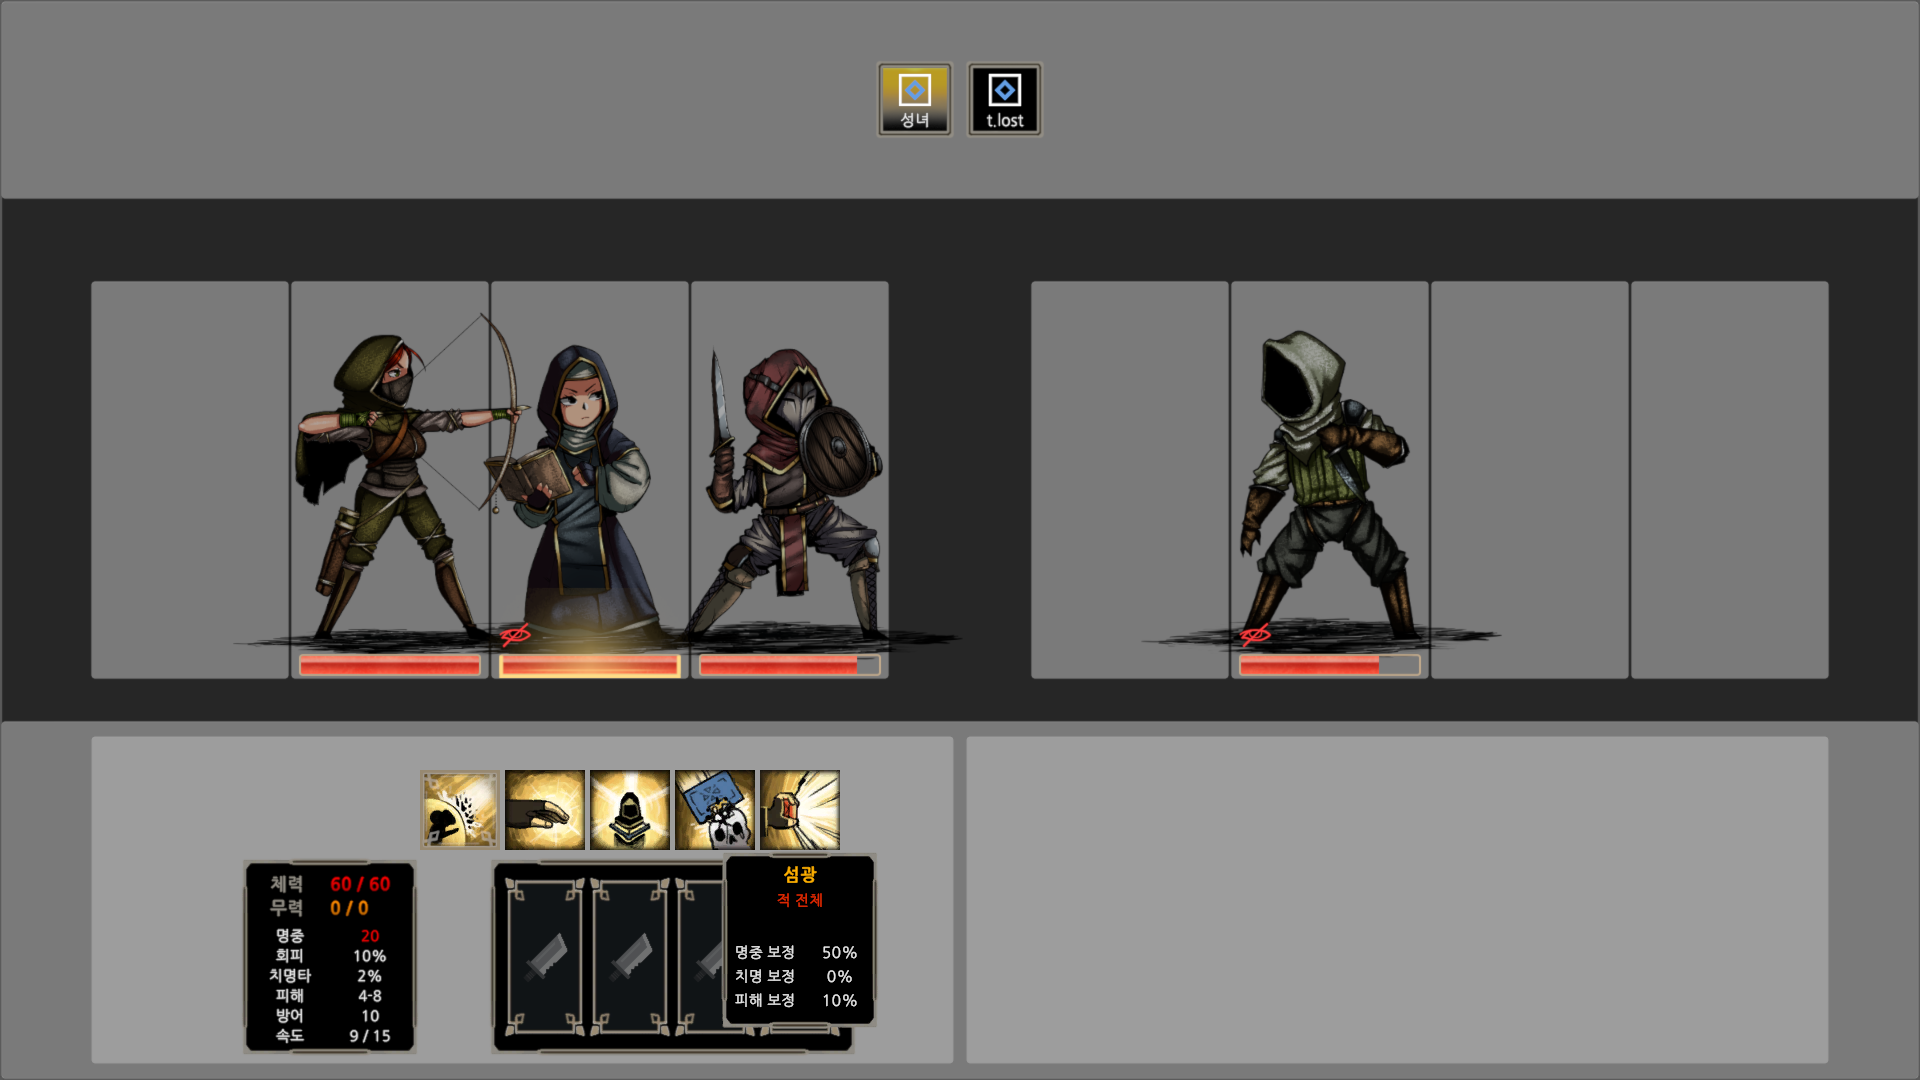 성녀
t.lost
체력 60 / 60
무력 0 / 0
명중 20
회피 10%
치명타 2%
피해 4-8
방어 10
속도 9 / 15
섬광
적 전체
명중 보정 50%
치명 보정 0%
피해 보정 10%